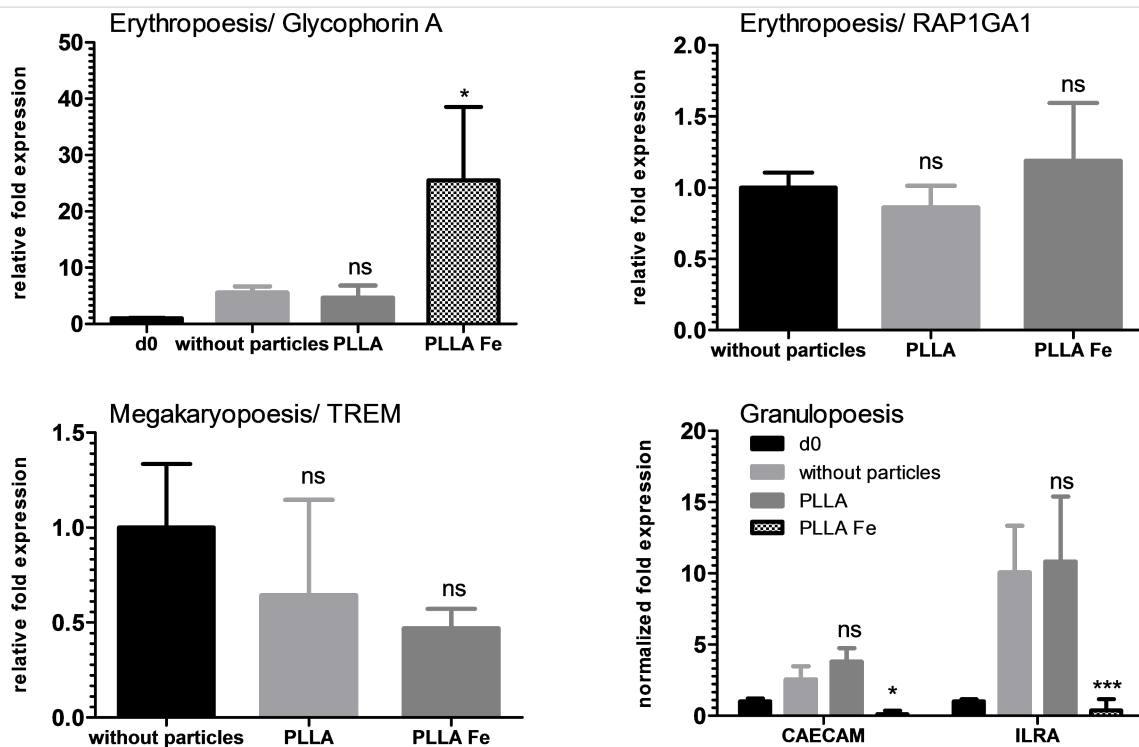 Erythropoesis/ Glycophorin A
relative fold expression
50
40
30
20
10
0
*
ns
d0 without particles PLLA PLLA Fe
Erythropoesis/ RAP1GA1
relative fold expression
2.0
1.5
1.0
0.5
0.0
ns
ns
without particles PLLA PLLA Fe
Megakaryopoesis/ TREM
relative fold expression
1.5
1.0
0.5
0.0
ns
ns
without particles PLLA PLLA Fe
Granulopoesis
normalized fold expression
20
15
10
5
0
d0
without particles
PLLA
PLLA Fe
ns
*
ns
***
CAECAM ILRA